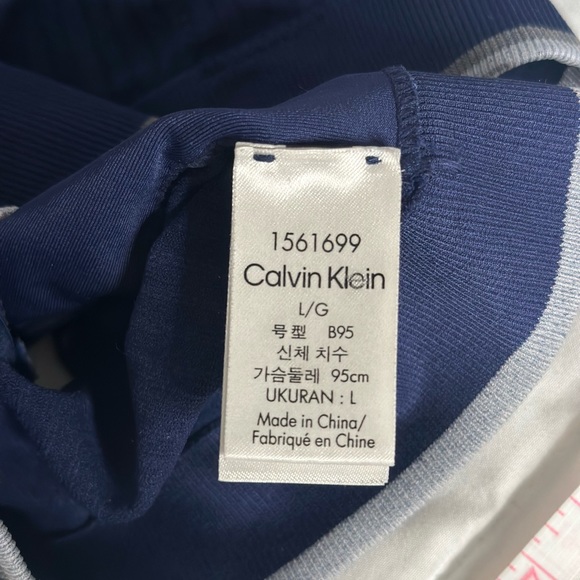 1561699
Calvin Klein
L/G
号型 B95
신체 치수
가슴둘레 95cm
UKURAN : L
Made in China/
Fabriqué en Chine